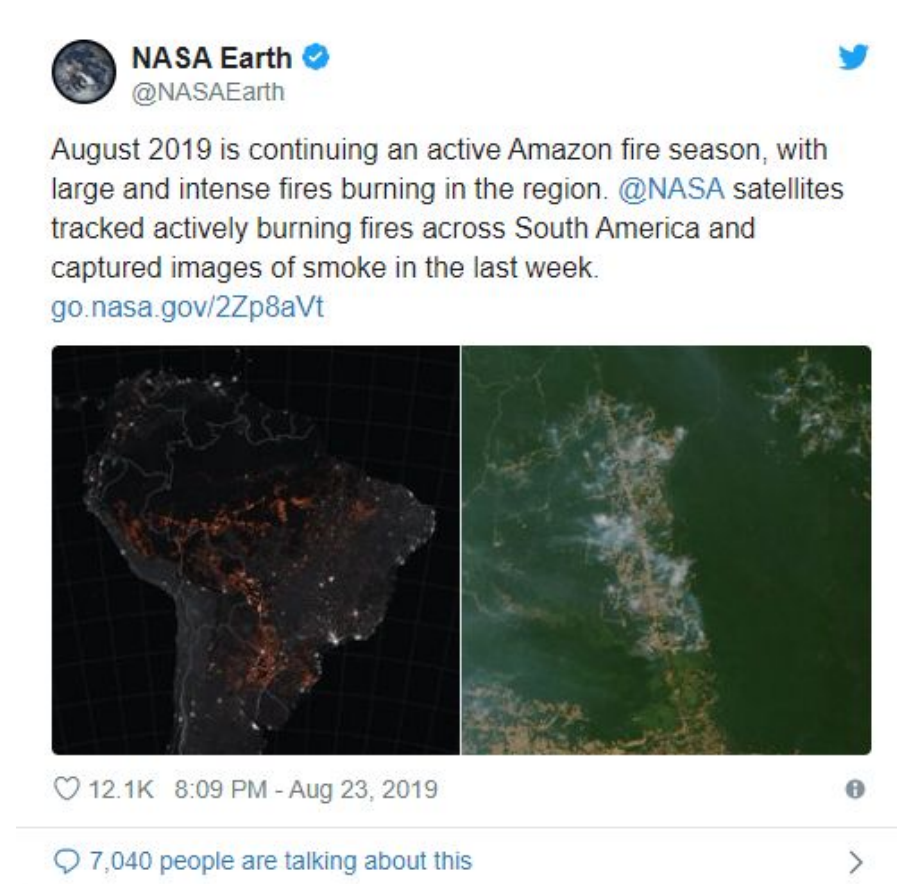 NASA Earth
@NASAEarth
August 2019 is continuing an active Amazon fire season, with
large and intense fires burning in the region. @NASA satellites
tracked actively burning fires across South America and
captured images of smoke in the last week.
go.nasa.gov/2Zp8aVt
12.1K 8:09 PM - Aug 23, 2019
7,040 people are talking about this